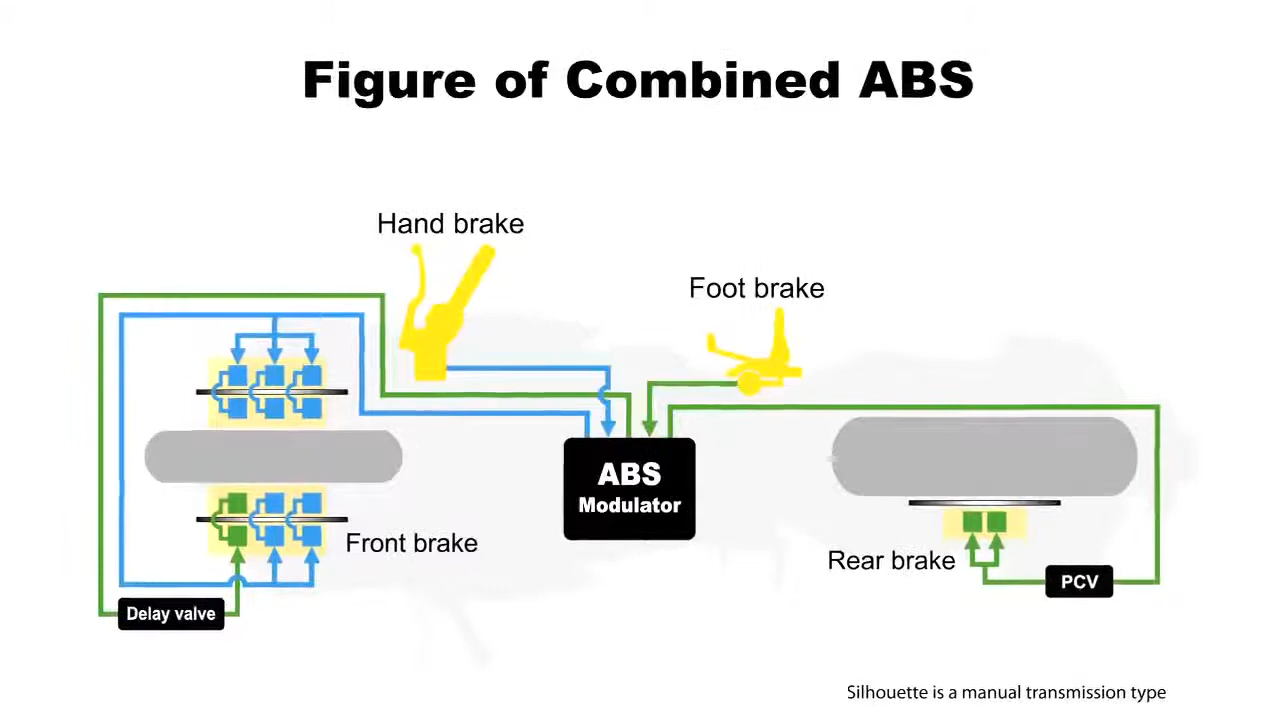 Figure of Combined ABS
Hand brake
Foot brake
ABS
Modulator
Front brake
Rear brake
PCV
Delay valve
Silhouette is a manual transmission type